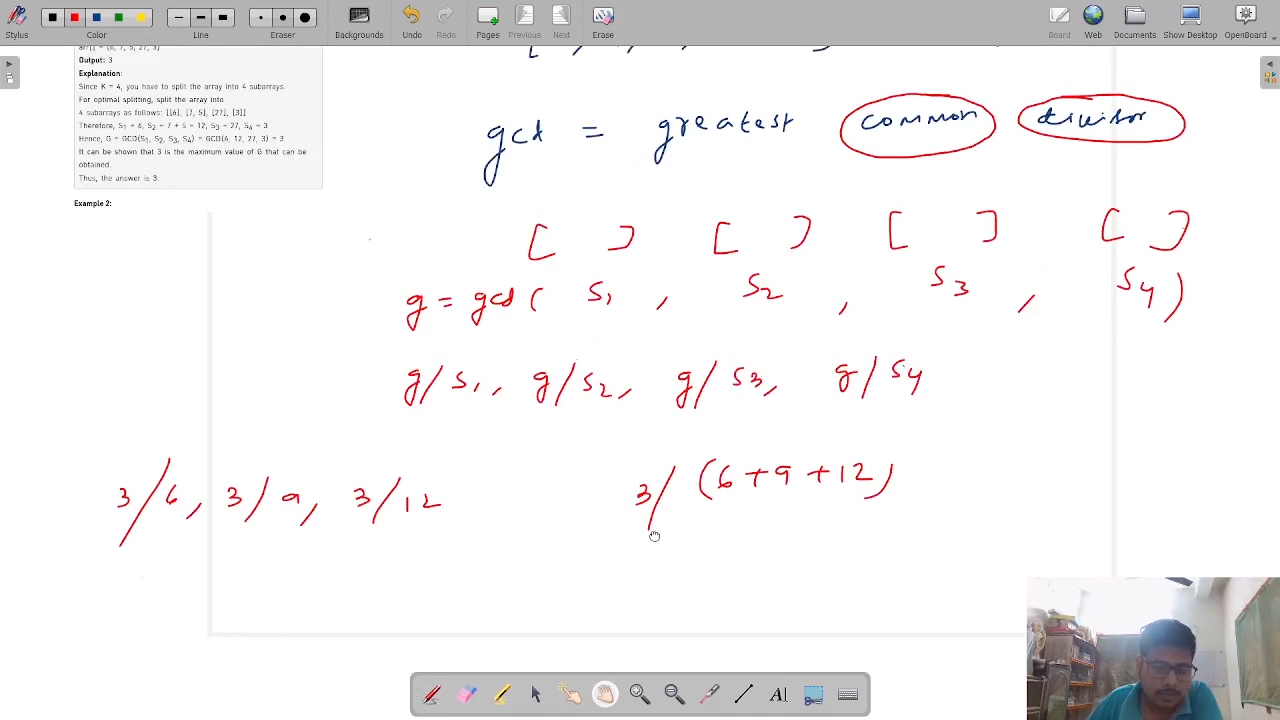 Stylus
Color
Line
Eraser
Backgrounds
Undo
Redo
Pages
Previous
Next
Erase
Board
Web
Documents
Show Desktop
OpenBoard
arr[] = {6, 7, 5, 27, 3}
Output: 3
Explanation:
Since K = 4, you have to split the array into 4 subarrays.
For optimal splitting, split the array into
4 subarrays as follows: [[6], [7, 5], [27], [3]]
Therefore, S1 = 6, S2 = 7 + 5 = 12, S3 = 27, S4 = 3
Hence, G = GCD(S1, S2, S3, S4) = GCD(6, 12, 27, 3) = 3
It can be shown that 3 is the maximum value of G that can be
obtained.
Thus, the answer is 3.
Example 2:
gcd = greatest common divisor
[ ] [ ] [ ] [ ]
g = gcd( S1 , S2 , S3 , S4 )
g/S1, g/S2, g/S3, g/S4
3/6, 3/9, 3/12 3/(6+9+12)